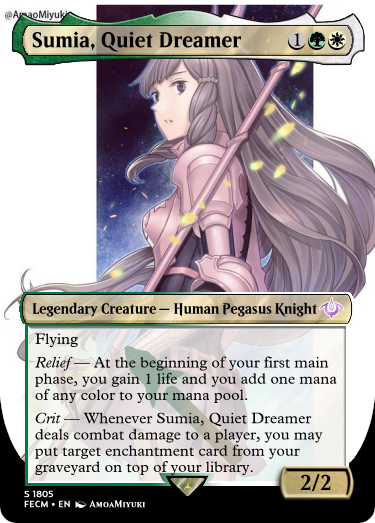 @AmaoMiyuki
Sumia, Quiet Dreamer 1
Legendary Creature — Human Pegasus Knight
Flying
Relief — At the beginning of your first main
phase, you gain 1 life and you add one mana
of any color to your mana pool.
Crit — Whenever Sumia, Quiet Dreamer
deals combat damage to a player, you may
put target enchantment card from your
graveyard on top of your library.
2/2
S 1805
FECM • EN AmoaMiyuki